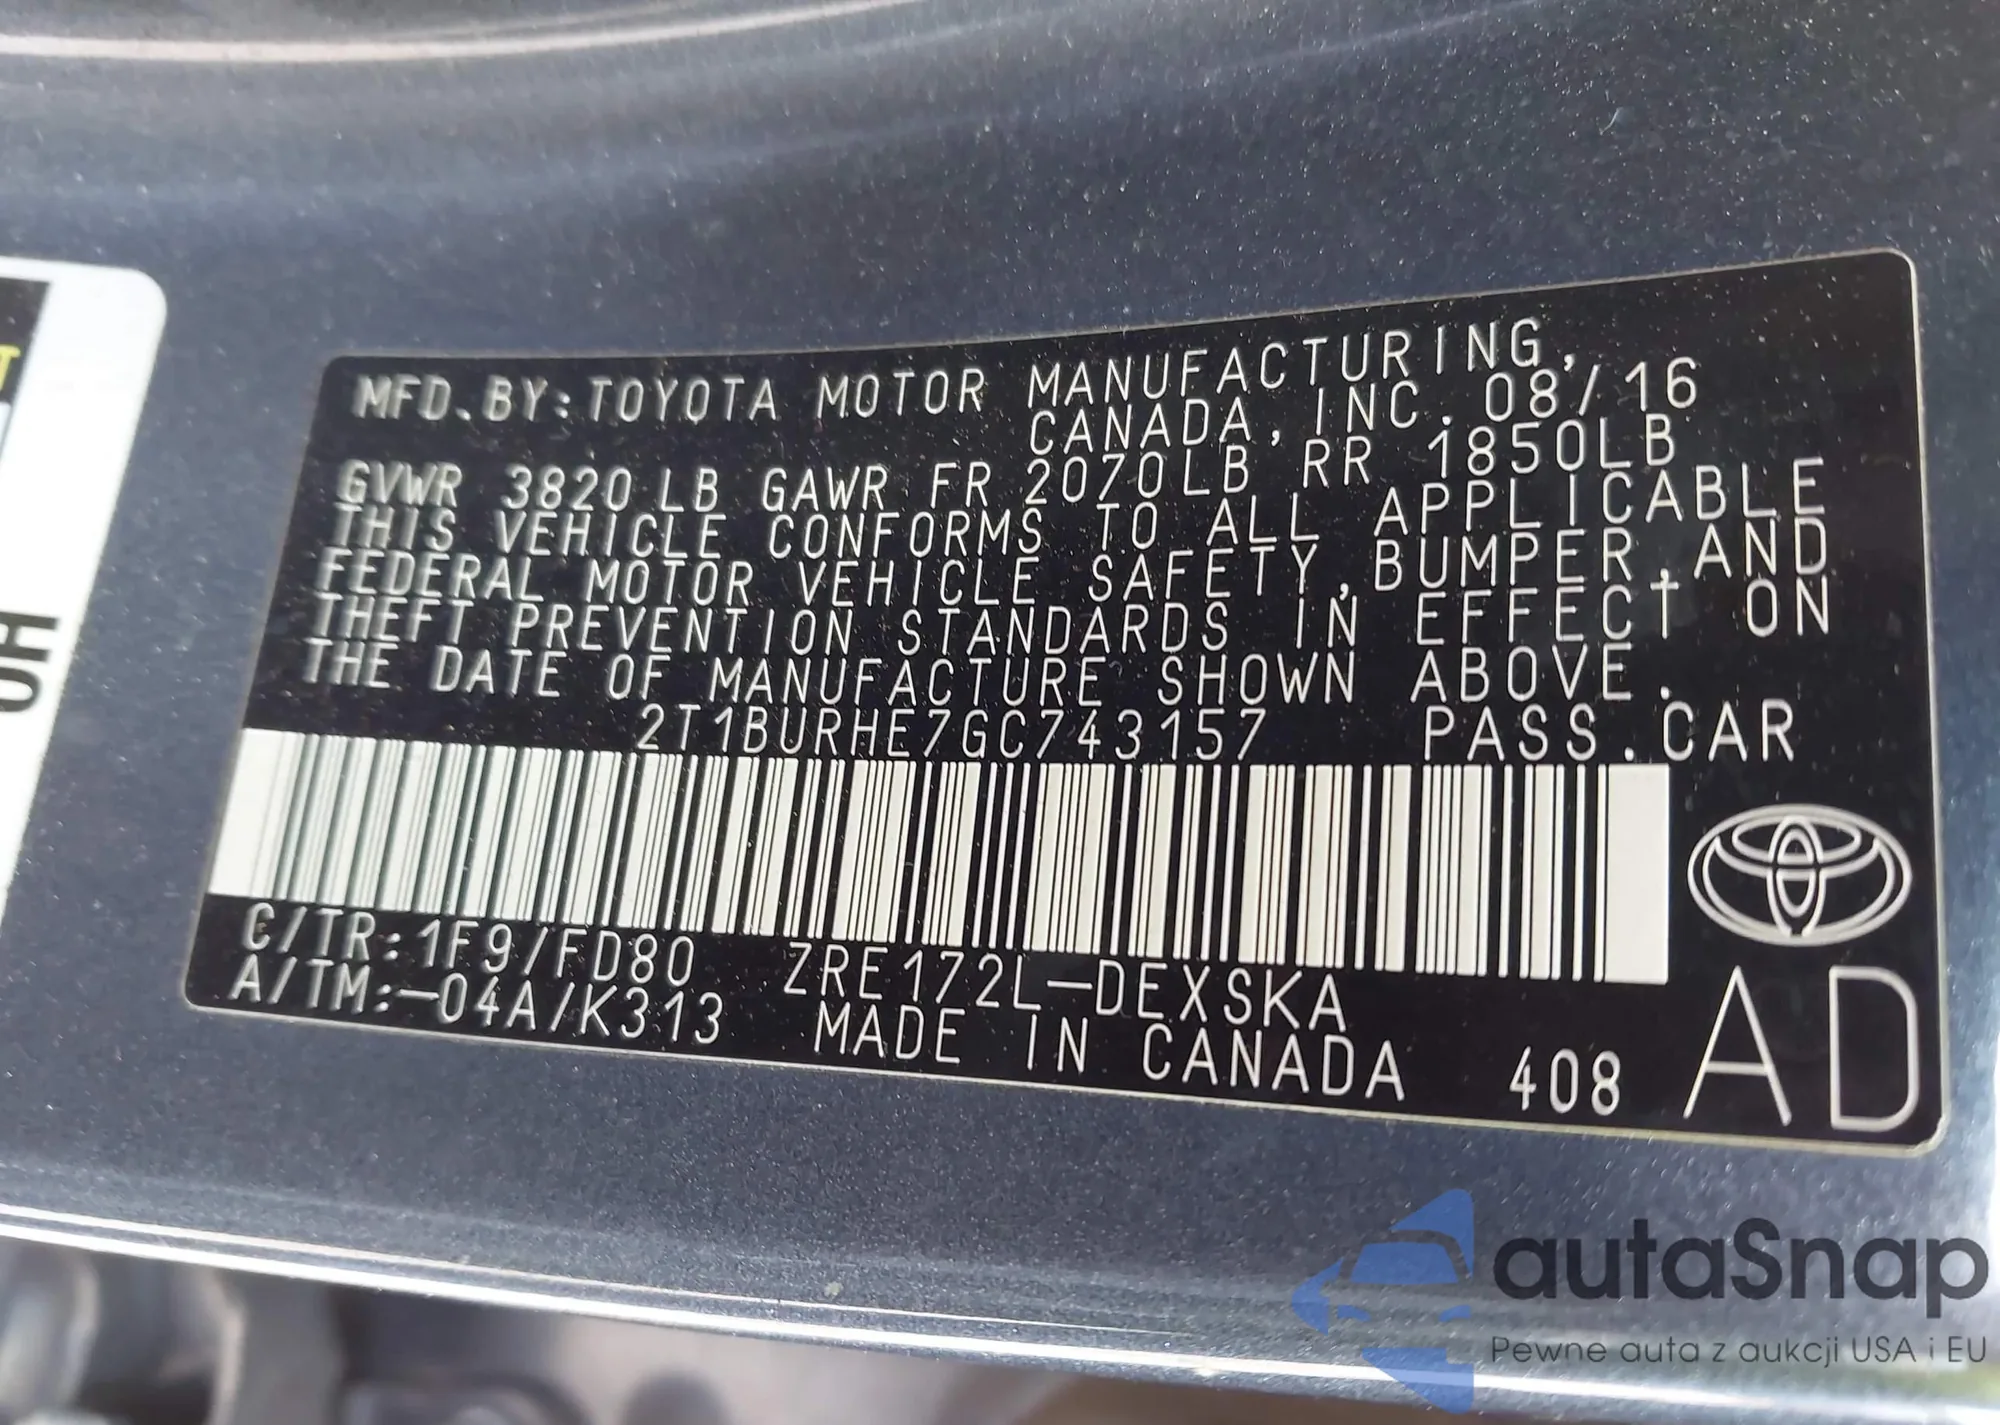 MFD. BY: TOYOTA MOTOR MANUFACTURING,
CANADA, INC. 08/16
GVWR 3820 LB GAWR FR 2070LB RR 1850LB
THIS VEHICLE CONFORMS TO ALL APPLICABLE
FEDERAL MOTOR VEHICLE SAFETY, BUMPER, AND
THEFT PREVENTION STANDARDS IN EFFECT ON
THE DATE OF MANUFACTURE SHOWN ABOVE.
2T1BURHE7GC743157 PASS. CAR
C/TR: 1F9/FD80 ZRE172L-DEXSKA
A/TM: -04A/K313 MADE IN CANADA 408
AD
autaSnap
Pewne auta z aukcji USA i EU